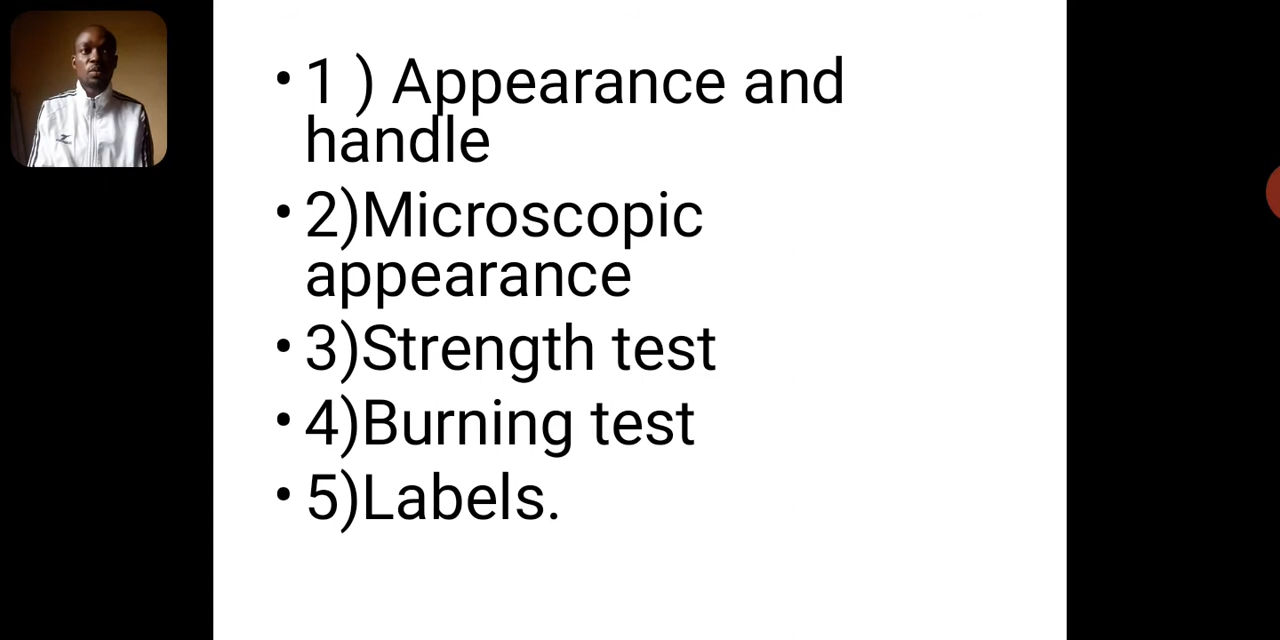 • 1 ) Appearance and
handle
• 2)Microscopic
appearance
• 3)Strength test
• 4)Burning test
• 5)Labels.